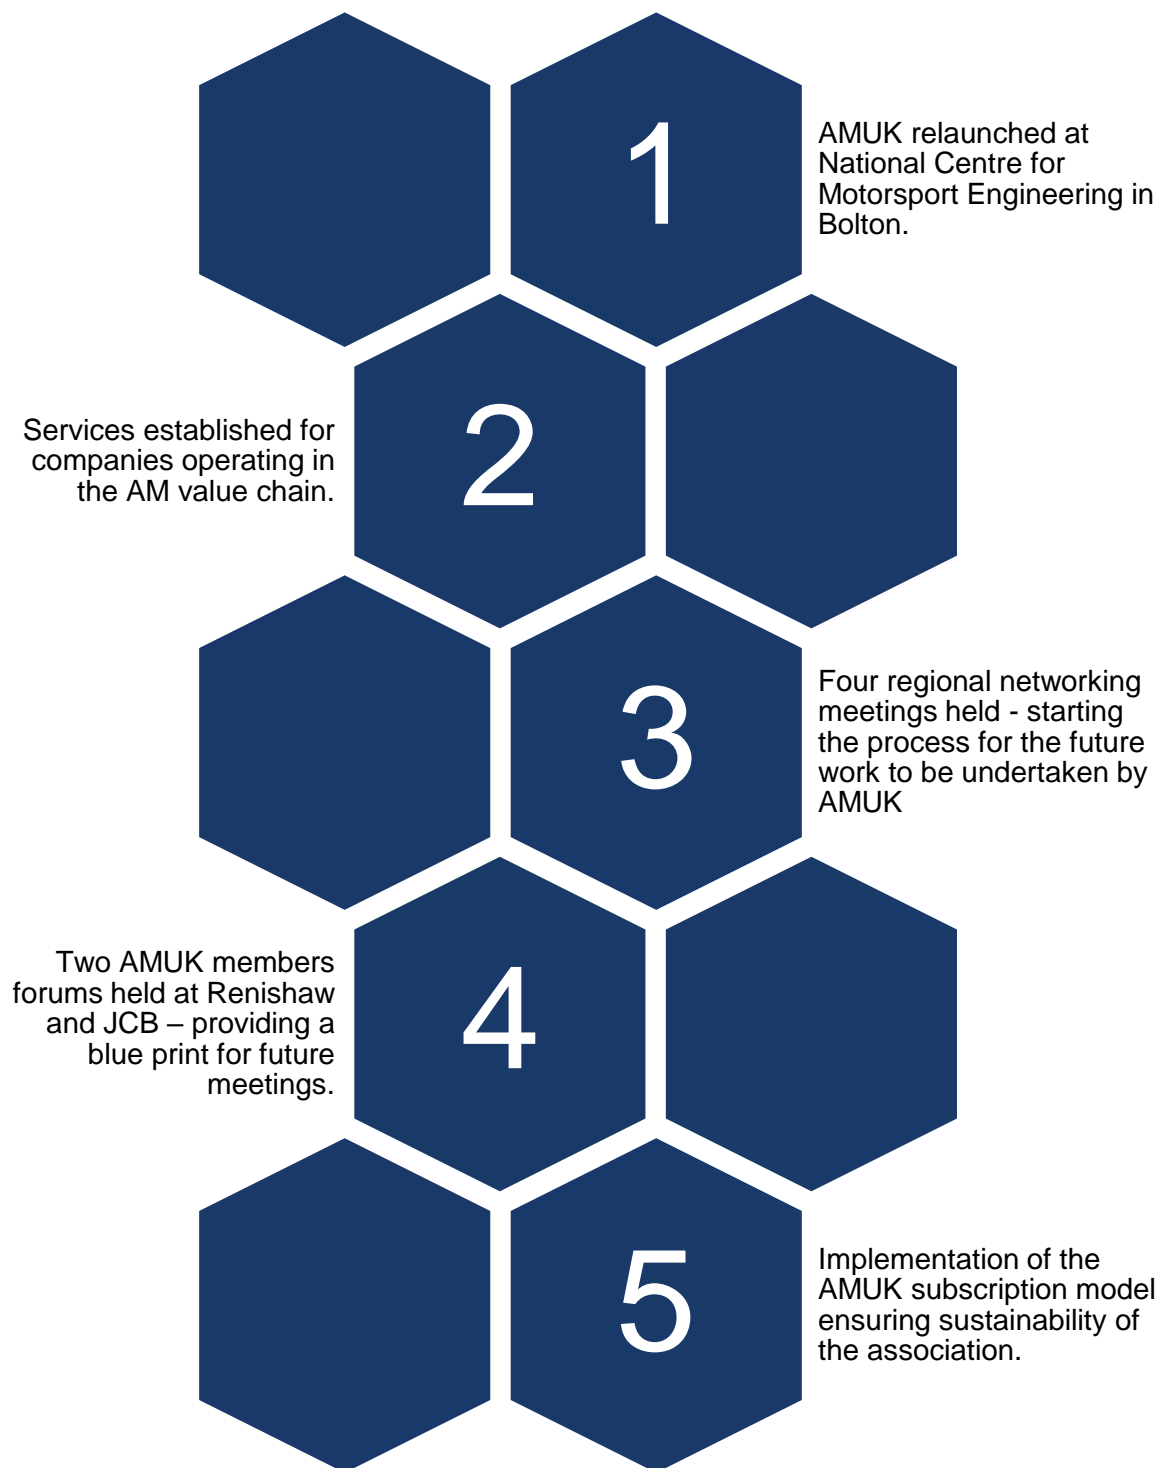 1
AMUK relaunched at
National Centre for
Motorsport Engineering in
Bolton.
2
Services established for
companies operating in
the AM value chain.
3
Four regional networking
meetings held - starting
the process for the future
work to be undertaken by
AMUK
4
Two AMUK members
forums held at Renishaw
and JCB – providing a
blue print for future
meetings.
5
Implementation of the
AMUK subscription model
ensuring sustainability of
the association.